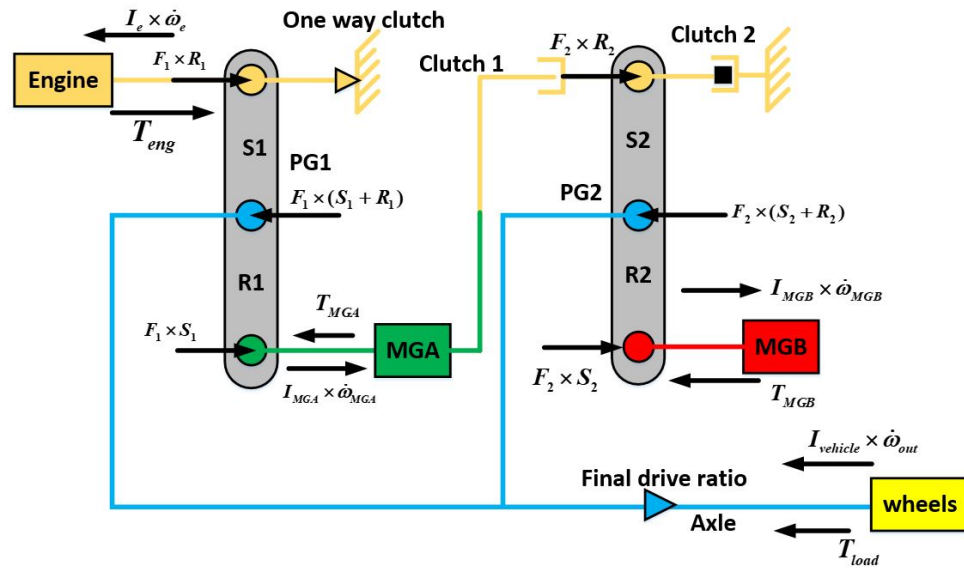 I_e × ω̇_e
One way clutch
F_2 × R_2
Clutch 2
Engine
F_1 × R_1
Clutch 1
T_eng
S1
S2
PG1
F_1 × (S_1 + R_1)
PG2
F_2 × (S_2 + R_2)
R1
R2
T_MGA
I_MGB × ω̇_MGB
F_1 × S_1
MGA
MGB
I_MGA × ω̇_MGA
F_2 × S_2
T_MGB
I_vehicle × ω̇_out
Final drive ratio
wheels
Axle
T_load